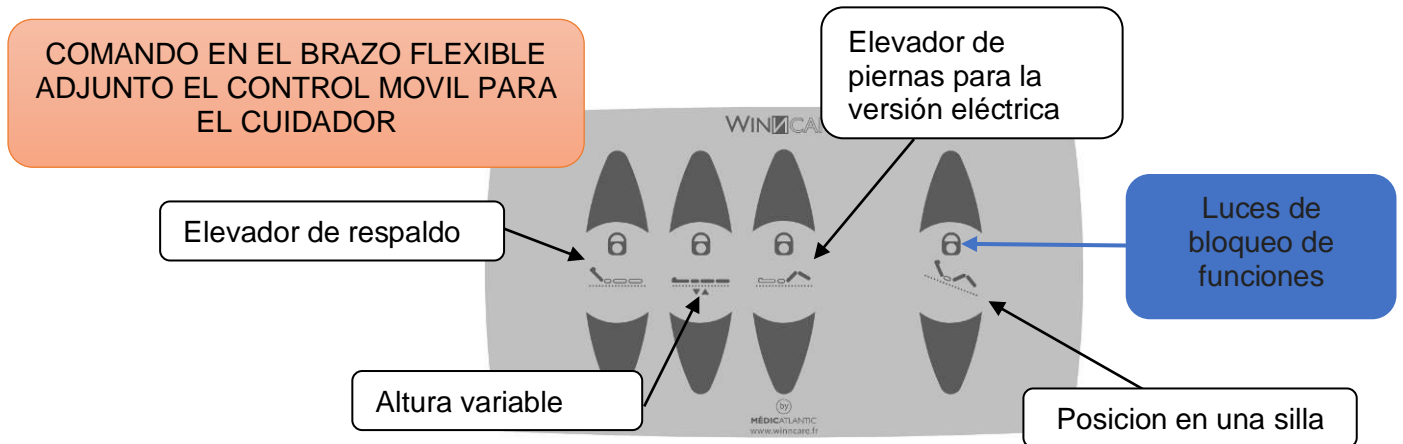 COMANDO EN EL BRAZO FLEXIBLE
ADJUNTO EL CONTROL MOVIL PARA
EL CUIDADOR
Elevador de
piernas para la
versión eléctrica
Elevador de respaldo
Luces de
bloqueo de
funciones
Altura variable
by
MÉDICATLANTIC
www.winncare.fr
Posicion en una silla